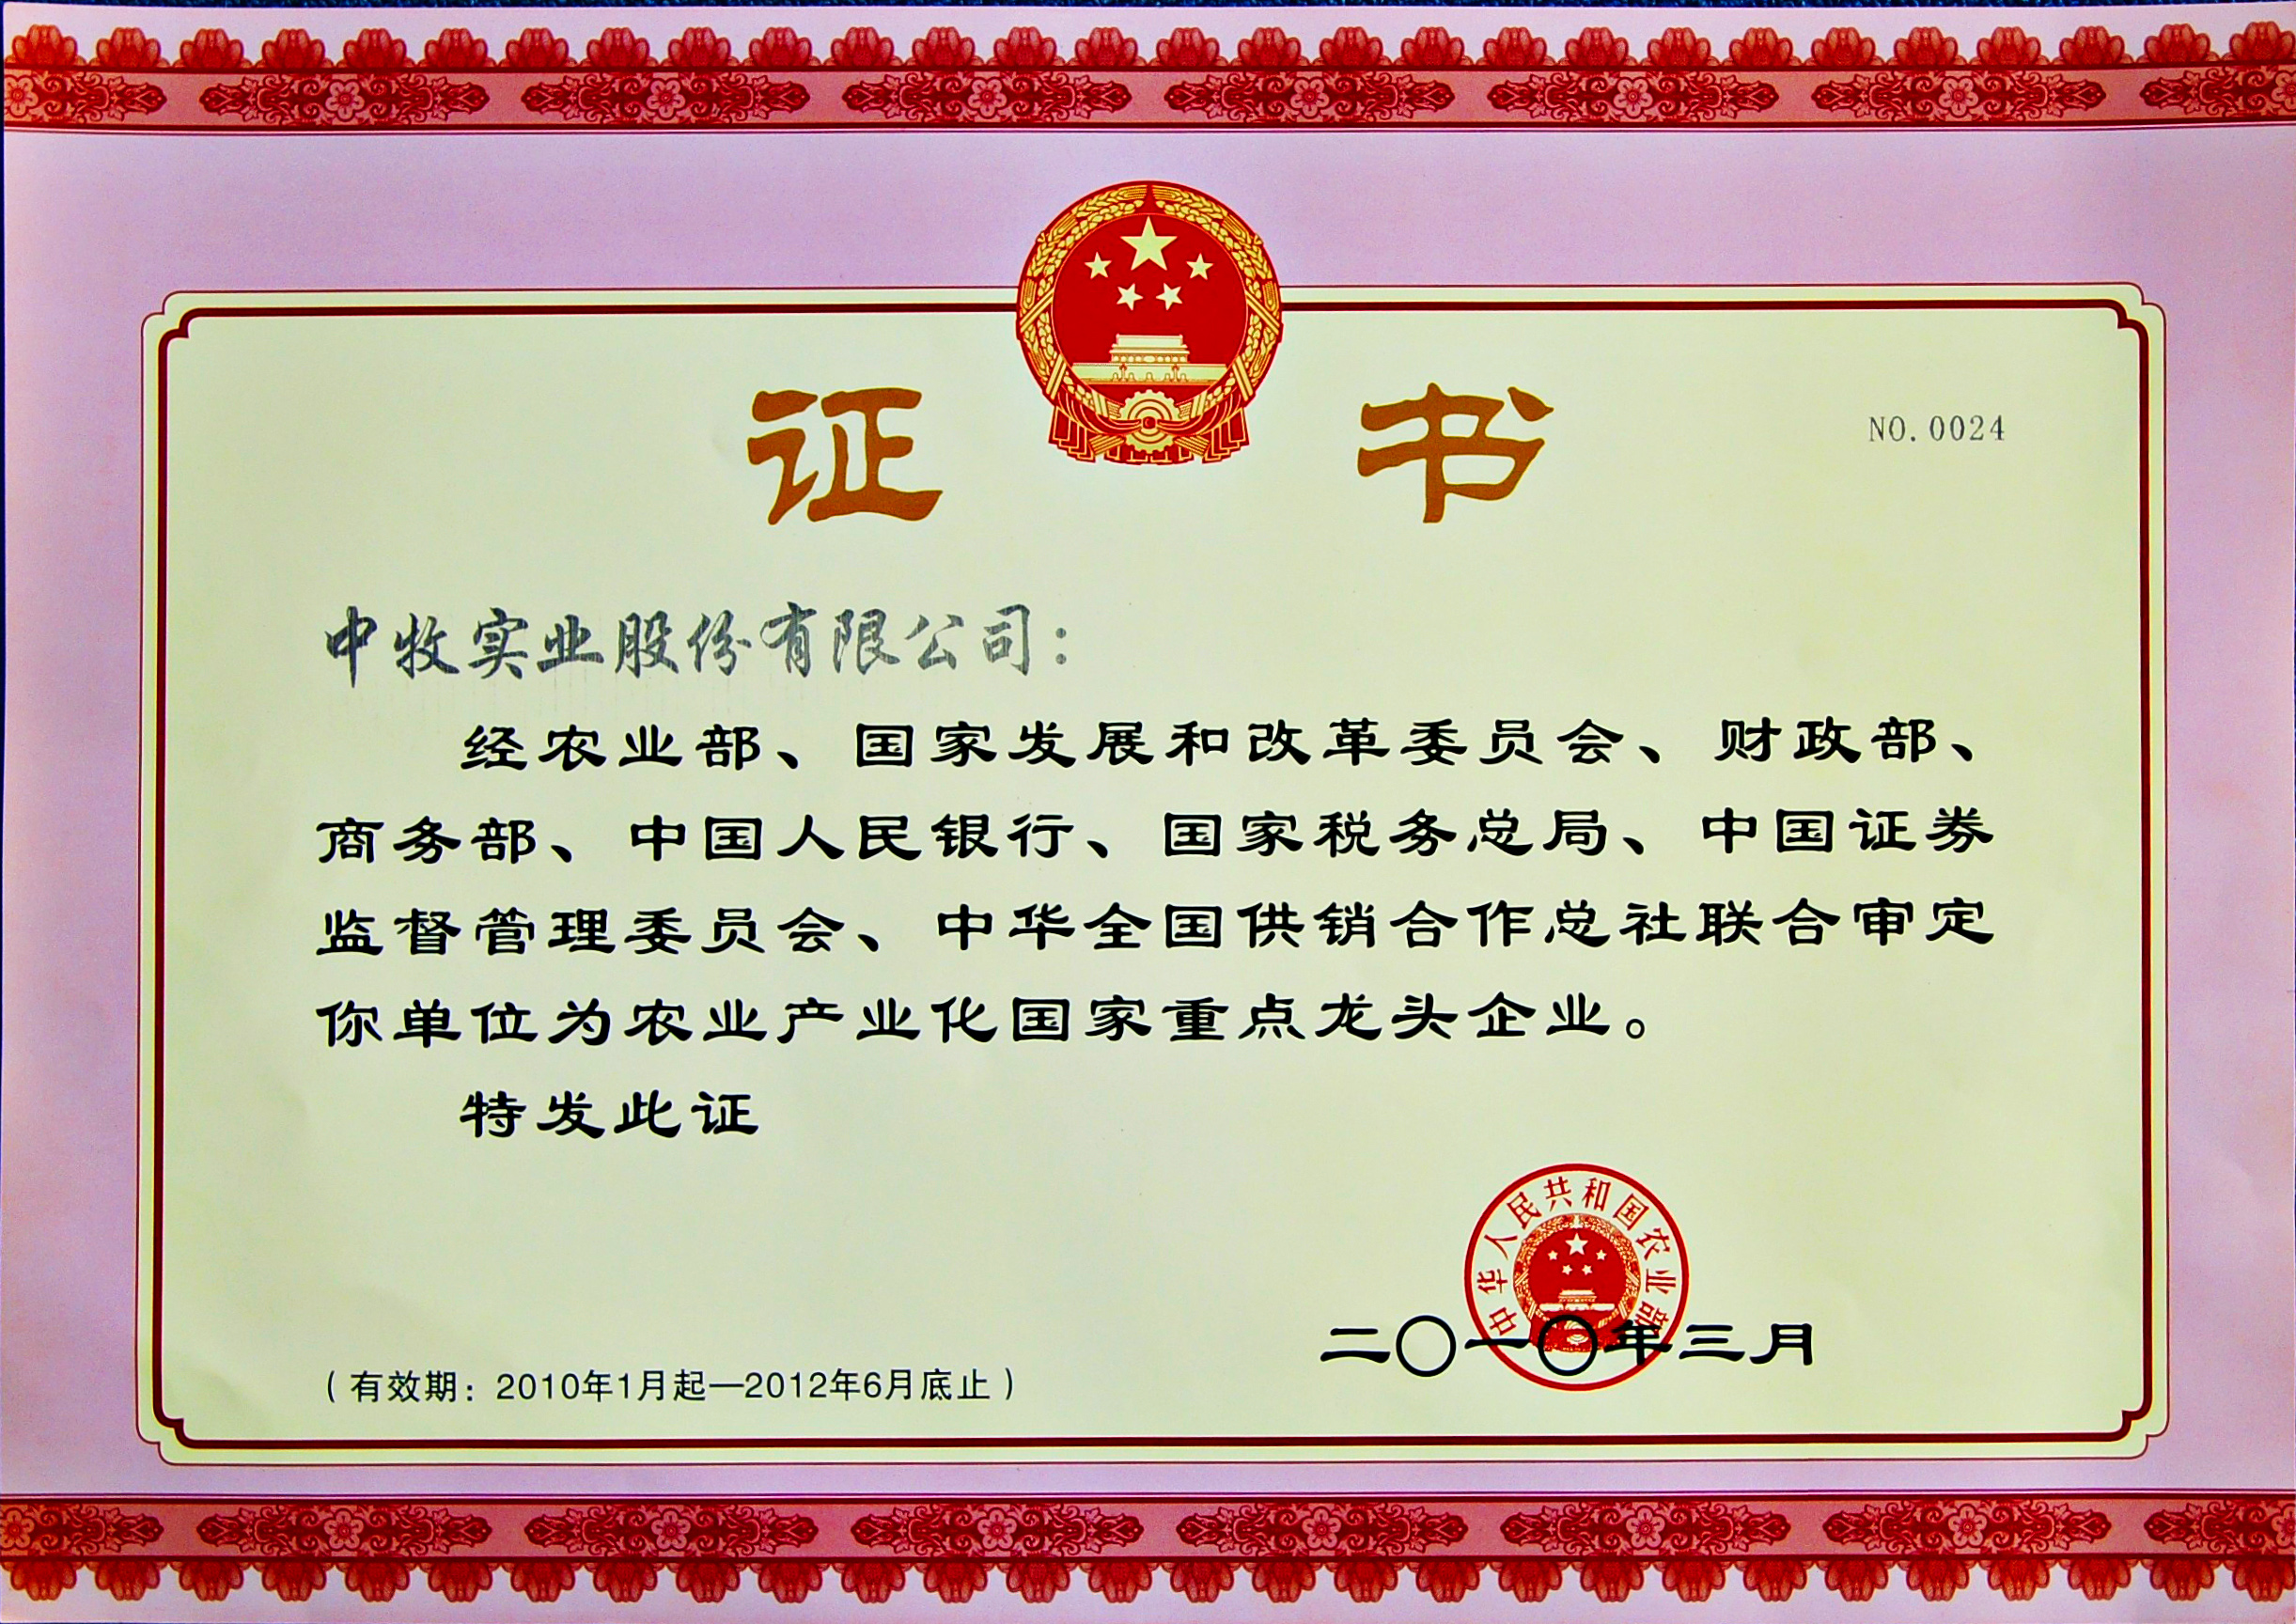 证书
NO.0024
中牧实业股份有限公司：
经农业部、国家发展和改革委员会、财政部、
商务部、中国人民银行、国家税务总局、中国证券
监督管理委员会、中华全国供销合作总社联合审定
你单位为农业产业化国家重点龙头企业。
特发此证
中华人民共和国农业部
二〇一〇年三月
（有效期：2010年1月起—2012年6月底止）